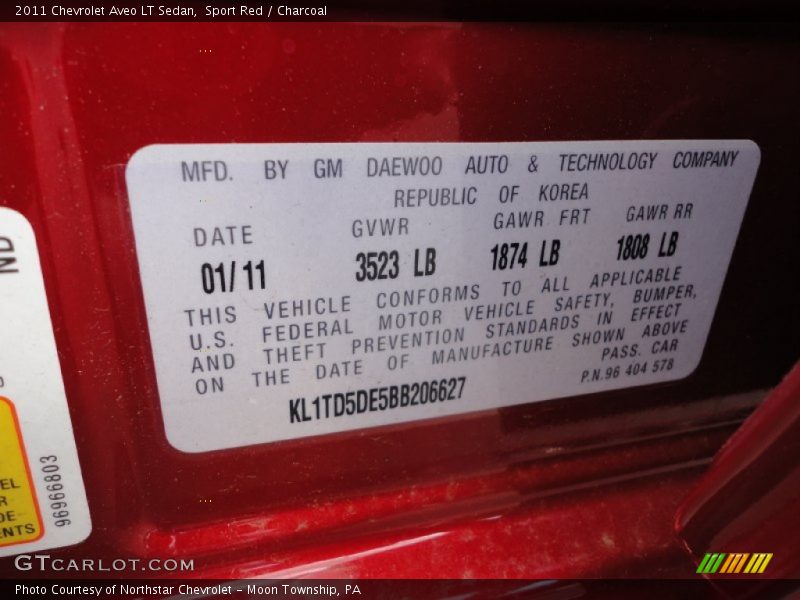 2011 Chevrolet Aveo LT Sedan, Sport Red / Charcoal
MFD. BY GM DAEWOO AUTO & TECHNOLOGY COMPANY
REPUBLIC OF KOREA
DATE GVWR GAWR FRT GAWR RR
01/11 3523 LB 1874 LB 1808 LB
THIS VEHICLE CONFORMS TO ALL APPLICABLE
U.S. FEDERAL MOTOR VEHICLE SAFETY, BUMPER,
AND THEFT PREVENTION STANDARDS IN EFFECT
ON THE DATE OF MANUFACTURE SHOWN ABOVE
PASS. CAR
KL1TD5DE5BB206627
P.N.96 404 578
ND
96966803
GTCARLOT.COM
Photo Courtesy of Northstar Chevrolet – Moon Township, PA